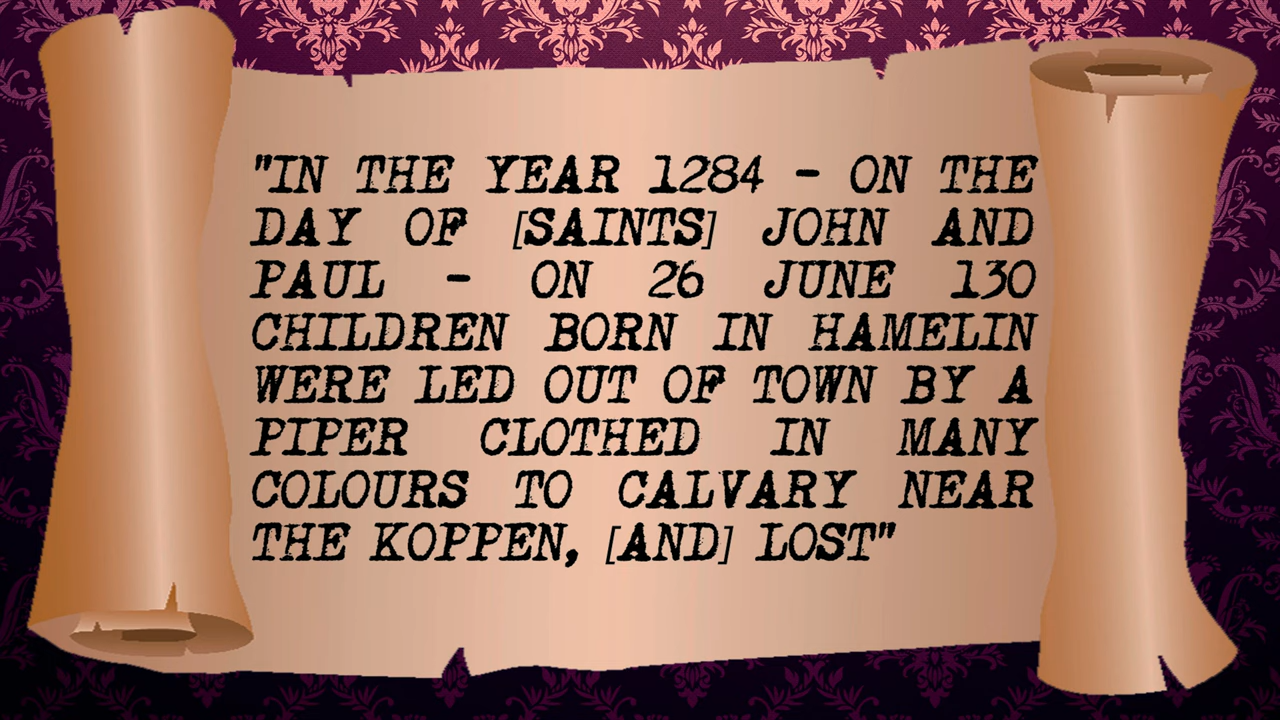 "IN THE YEAR 1284 - ON THE
DAY OF [SAINTS] JOHN AND
PAUL - ON 26 JUNE 130
CHILDREN BORN IN HAMELIN
WERE LED OUT OF TOWN BY A
PIPER CLOTHED IN MANY
COLOURS TO CALVARY NEAR
THE KOPPEN, [AND] LOST"